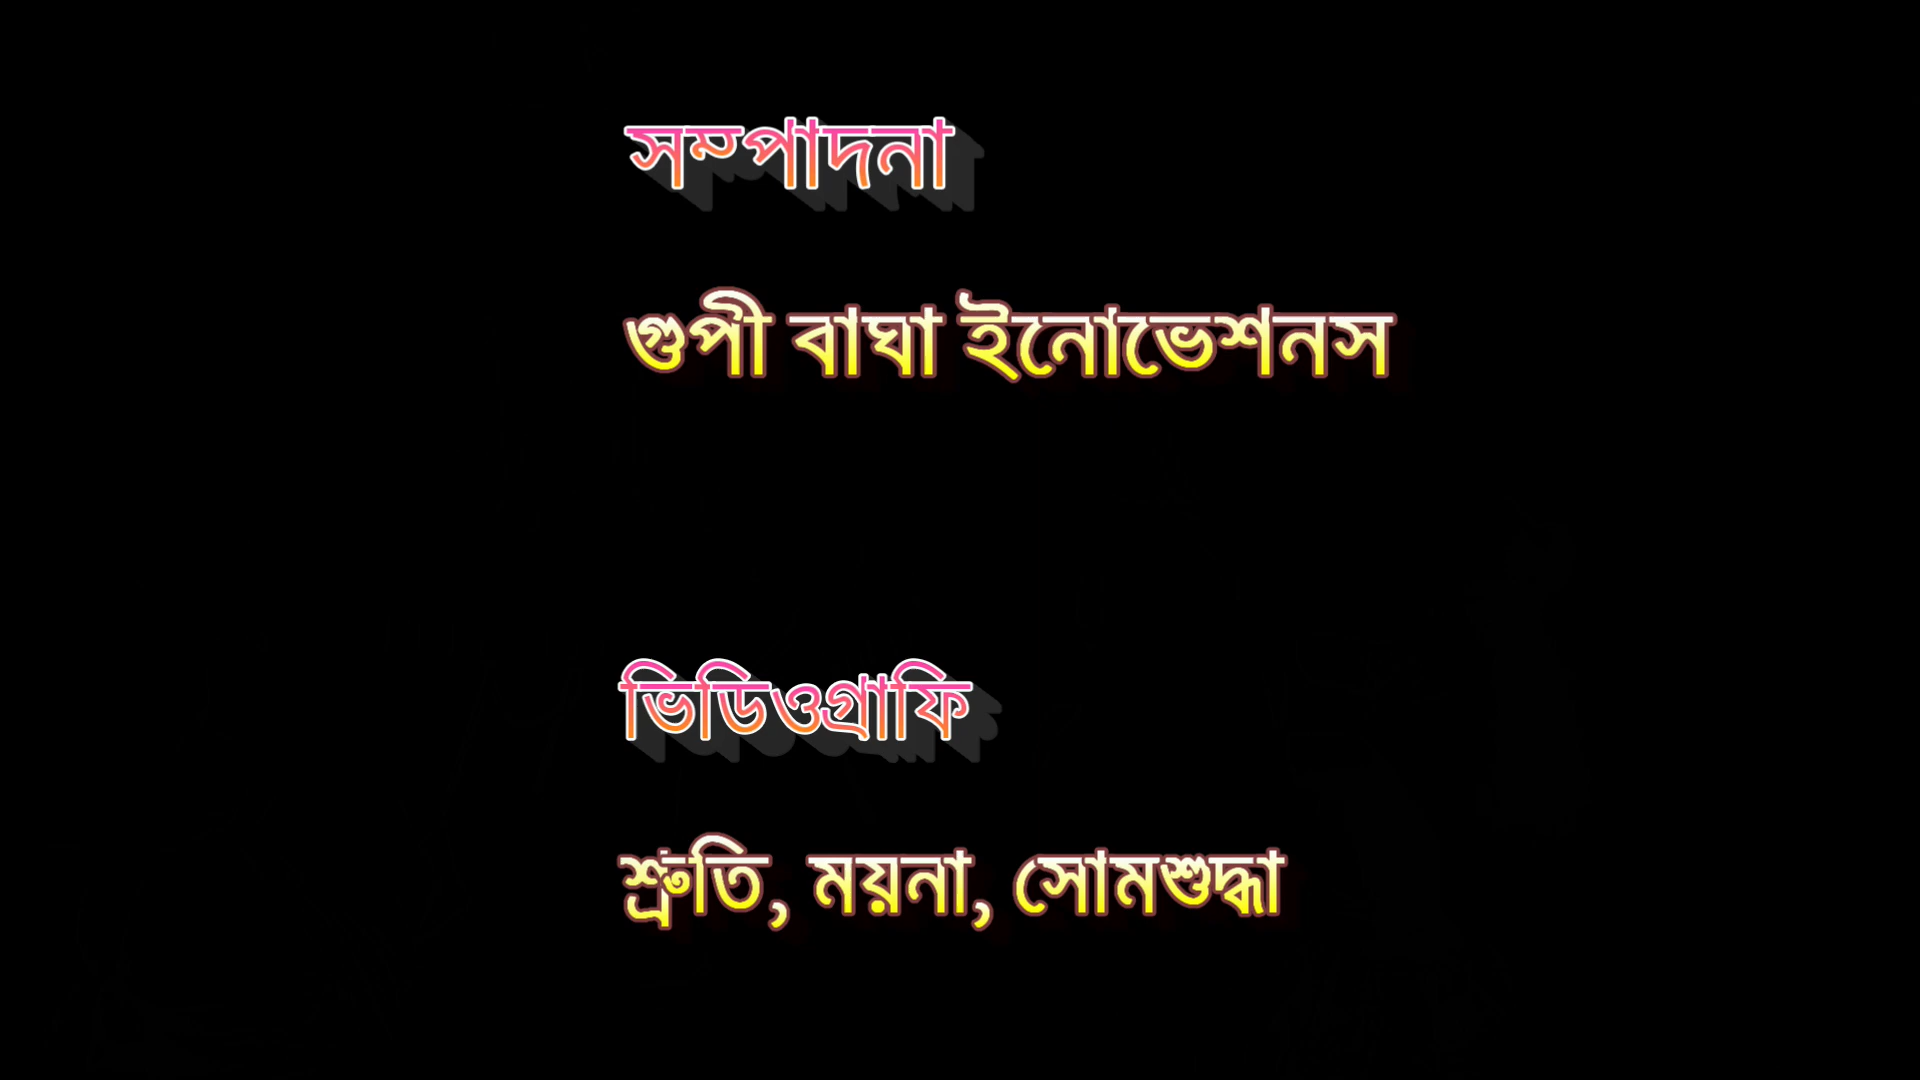 সম্পাদনা
গুপী বাঘা ইনোভেশনস
ভিডিওগ্রাফি
শ্রুতি, ময়না, সোমশুদ্ধা